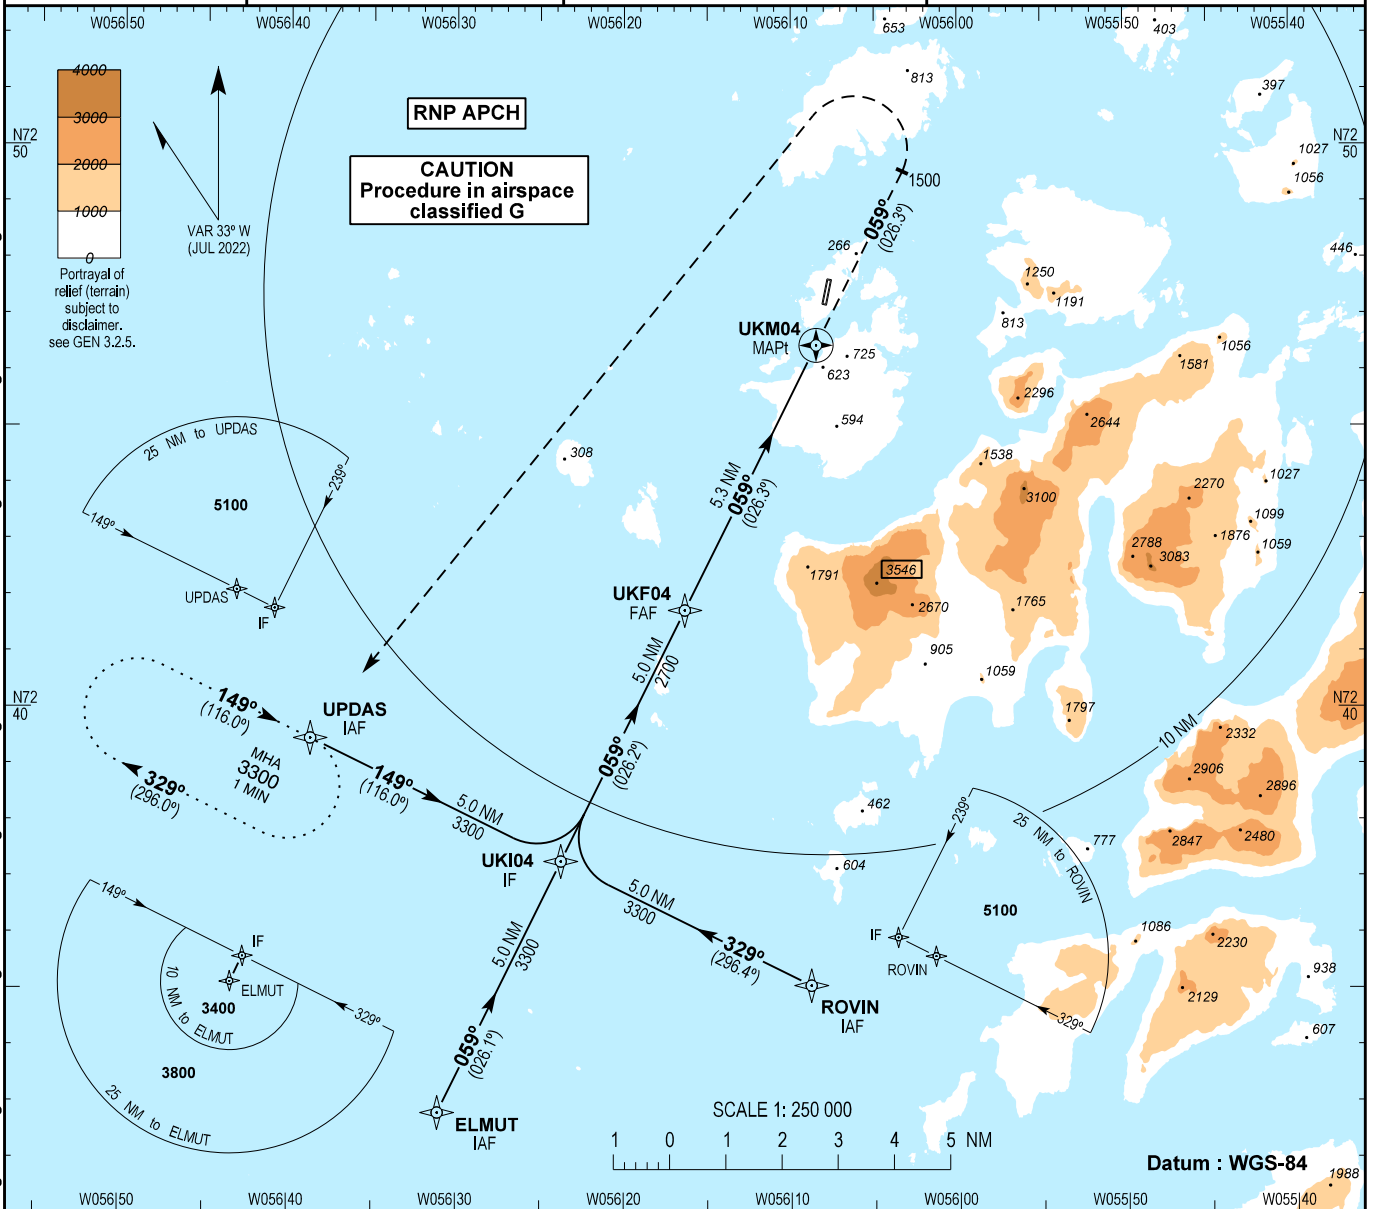 W056|50
W056|40
W056|30
W056|20
W056|10
W056|00
W055|50
W055|40
653
403
813
397
4000
3000
2000
1000
0
Portrayal of
relief (terrain)
subject to
disclaimer.
see GEN 3.2.5.
VAR 33º W
(JUL 2022)
RNP APCH
CAUTION
Procedure in airspace
classified G
N72
50
N72
50
1027
1056
1500
059º
(026.3º)
266
446
1250
1191
813
UKM04
MAPt
725
623
1056
1581
2296
2644
594
25 NM to UPDAS
239º
5100
149º
UPDAS
IF
308
1538
3100
5.3 NM
059º
(026.3º)
2270
1027
1099
1876
1059
2788
3083
1791
3546
2670
1765
UKF04
FAF
905
1059
5.0 NM
2700
N72
40
N72
40
1797
149º
(116.0º)
UPDAS
IAF
MHA
3300
1 MIN
329º
(296.0º)
149º
(116.0º)
5.0 NM
3300
059º
(026.2º)
10 NM
2332
2906
2896
2847
2480
462
604
777
UKI04
IF
5.0 NM
3300
329º
(296.4º)
ROVIN
IAF
239º
25 NM to ROVIN
5100
IF
ROVIN
329º
1086
2230
2129
938
607
149º
IF
ELMUT
10 NM to ELMUT
3400
329º
3800
25 NM to ELMUT
5.0 NM
3300
059º
(026.1º)
ELMUT
IAF
SCALE 1: 250 000
1 0 1 2 3 4 5 NM
Datum : WGS-84
1988
W056|50
W056|40
W056|30
W056|20
W056|10
W056|00
W055|50
W055|40